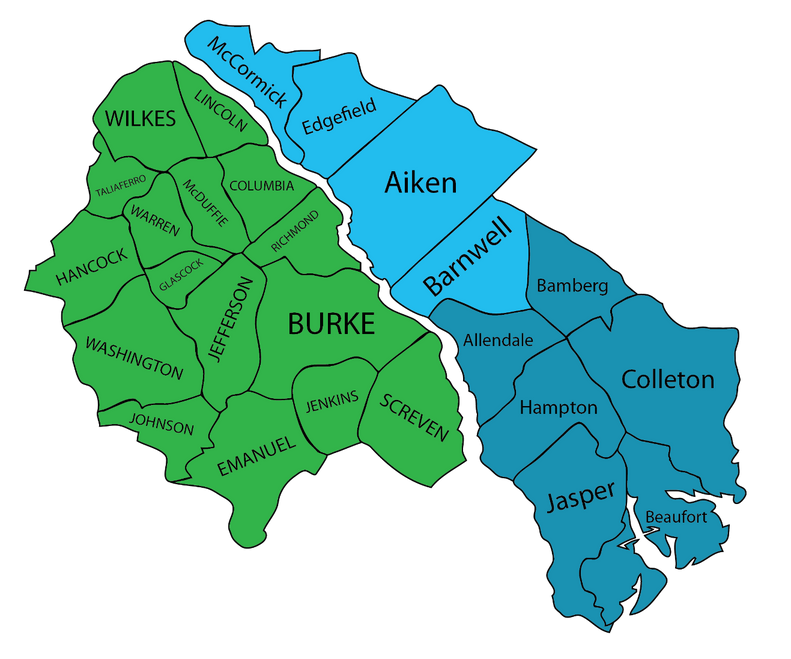 McCormick
Edgefield
Aiken
Barnwell
Bamberg
Allendale
Colleton
Hampton
Jasper
Beaufort
WILKES
LINCOLN
TALIAFERRO
McDUFFIE
COLUMBIA
WARREN
RICHMOND
HANCOCK
GLASCOCK
JEFFERSON
BURKE
WASHINGTON
JENKINS
SCREVEN
JOHNSON
EMANUEL